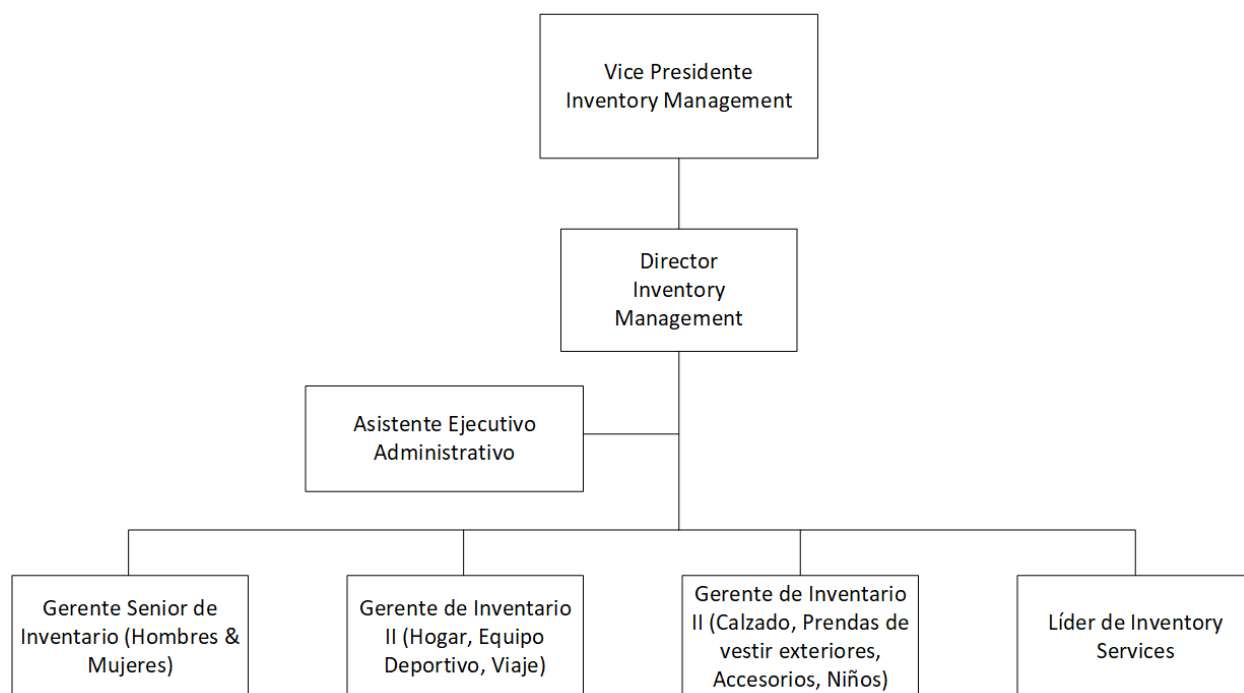 Vice Presidente
Inventory Management
Director
Inventory
Management
Asistente Ejecutivo
Administrativo
Gerente Senior de
Inventario (Hombres &
Mujeres)
Gerente de Inventario
II (Hogar, Equipo
Deportivo, Viaje)
Gerente de Inventario
II (Calzado, Prendas de
vestir exteriores,
Accesorios, Niños)
Líder de Inventory
Services